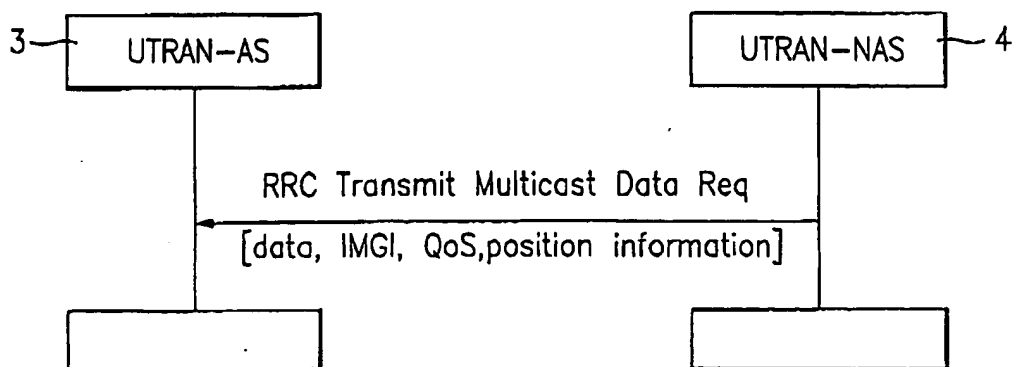 3 UTRAN-AS
UTRAN-NAS 4
RRC Transmit Multicast Data Req
[data, IMGI, QoS,position information]